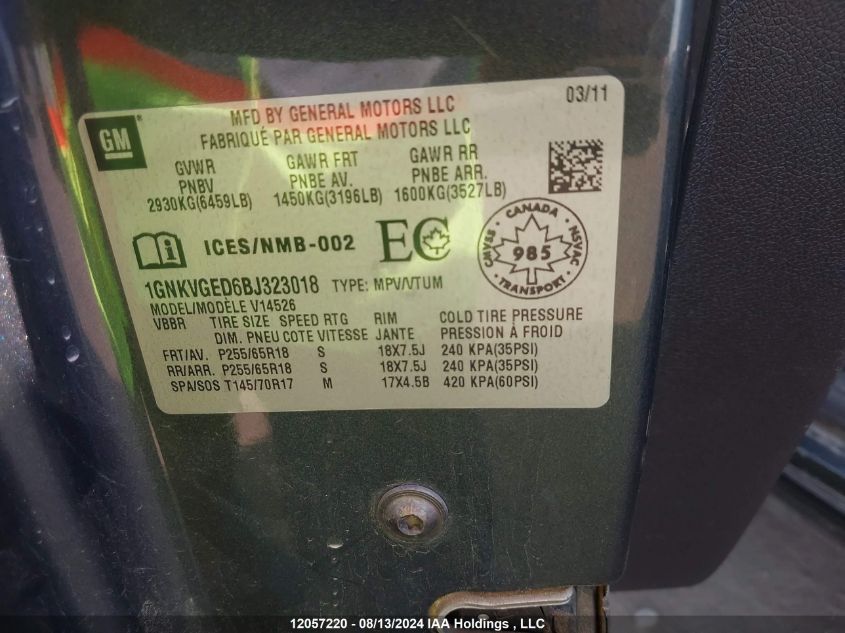 MFD BY GENERAL MOTORS LLC 03/11
GM
FABRIQUÉ PAR GENERAL MOTORS LLC
GVWR GAWR FRT GAWR RR
PNBV PNBE AV. PNBE ARR.
2930KG(6459LB) 1450KG(3196LB) 1600KG(3527LB)
ICES/NMB-002 EC
CANADA
CMVSS 985 NSVAC
TRANSPORT
1GNKVGED6BJ323018 TYPE: MPV/VTUM
MODEL/MODÈLE V14526
VBBR TIRE SIZE SPEED RTG RIM COLD TIRE PRESSURE
DIM. PNEU COTE VITESSE JANTE PRESSION À FROID
FRT/AV. P255/65R18 S 18X7.5J 240 KPA(35PSI)
RR/ARR. P255/65R18 S 18X7.5J 240 KPA(35PSI)
SPA/SOS T145/70R17 M 17X4.5B 420 KPA(60PSI)
12057220 - 08/13/2024 IAA Holdings , LLC